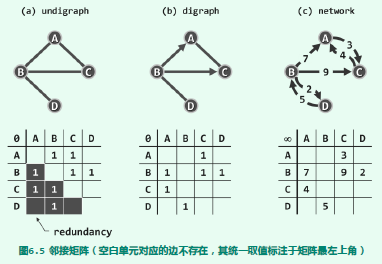 (a) undigraph (b) digraph (c) network
A A A
B C B C B C
D D D
7 3 4 9 2 5
0 A B C D 0 A B C D ∞ A B C D
A 1 1 A 1 A 3
B 1 1 1 B 1 1 1 B 7 9 2
C 1 1 C 1 C 4
D 1 D 1 D 5
redundancy
图6.5 邻接矩阵（空白单元对应的边不存在，其统一取值标注于矩阵最左上角）